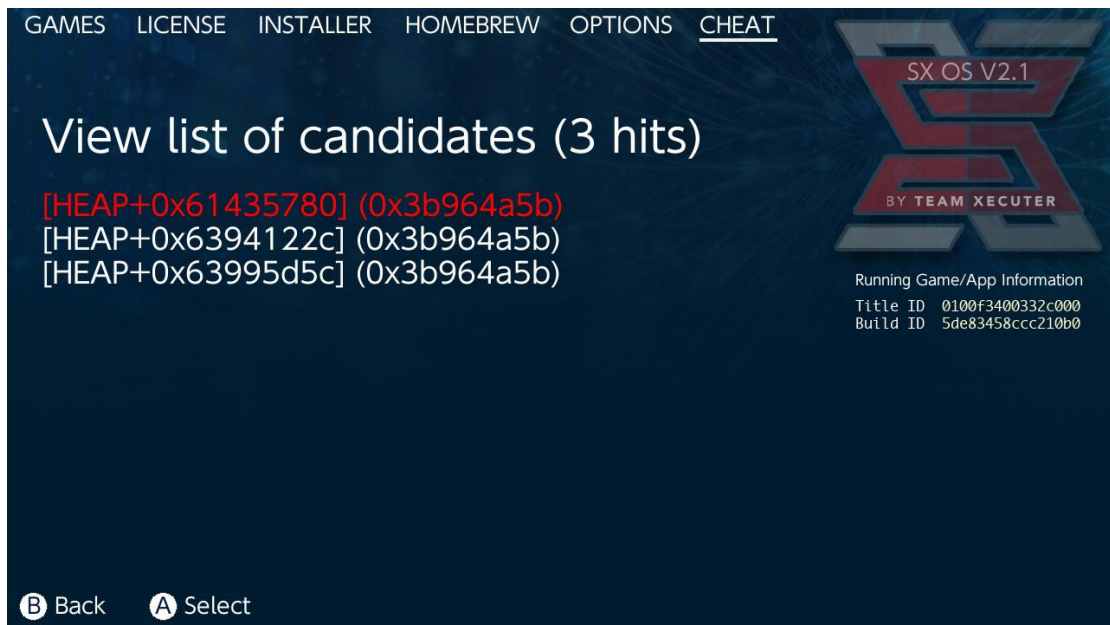 GAMES LICENSE INSTALLER HOMEBREW OPTIONS CHEAT
SX OS V2.1
BY TEAM XECUTER
View list of candidates (3 hits)
[HEAP+0x61435780] (0x3b964a5b)
[HEAP+0x6394122c] (0x3b964a5b)
[HEAP+0x63995d5c] (0x3b964a5b)
Running Game/App Information
Title ID 0100f3400332c000
Build ID 5de83458ccc210b0
B Back A Select